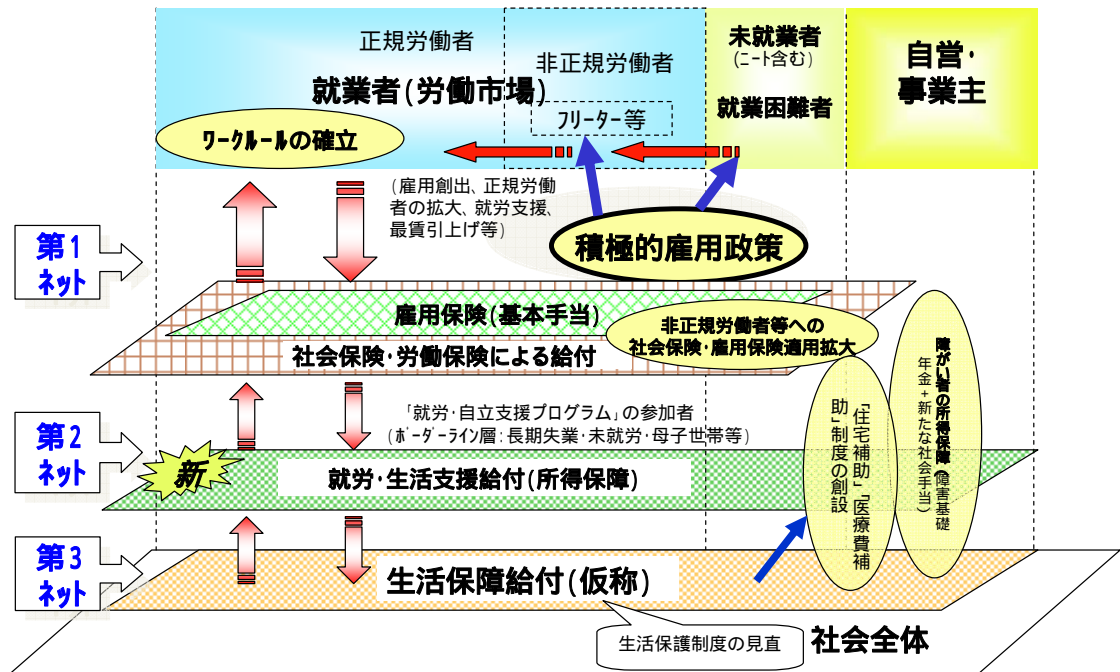 正規労働者
非正規労働者
就業者(労働市場)
フリーター等
未就業者
(ニート含む)
就業困難者
自営・
事業主
ワークルールの確立
(雇用創出、正規労働
者の拡大、就労支援、
最賃引上げ等)
積極的雇用政策
第1
ネット
雇用保険(基本手当)
社会保険・労働保険による給付
非正規労働者等への
社会保険・雇用保険適用拡大
障がい者の所得保障(障害基礎
年金+新たな社会手当)
「住宅補助」「医療費補
助」制度の創設
第2
ネット
「就労・自立支援プログラム」の参加者
(ボーダーライン層:長期失業・未就労・母子世帯等)
新
就労・生活支援給付(所得保障)
第3
ネット
生活保障給付(仮称)
生活保護制度の見直
社会全体